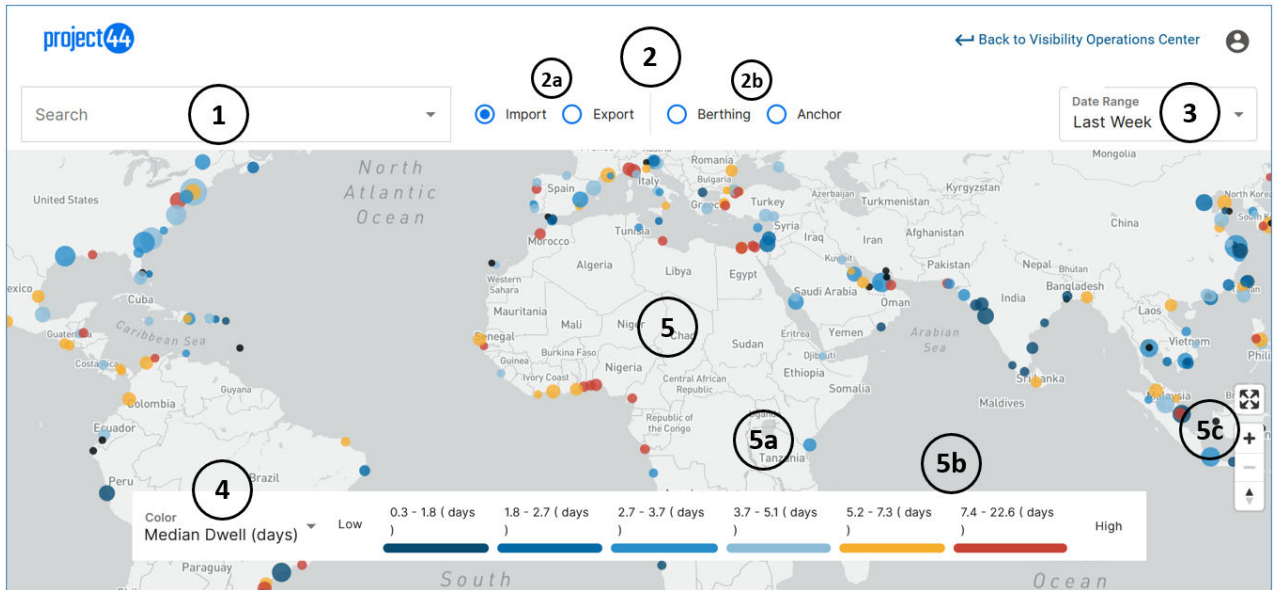 project44
← Back to Visibility Operations Center
2
2a
2b
Search
1
Import
Export
Berthing
Anchor
Date Range
Last Week
3
North
Atlantic
Ocean
United States
Cuba
Caribbean Sea
Costa Rica
Guyana
Colombia
Ecuador
Peru
Brazil
Paraguay
Spain
Italy
Romania
Bulgaria
Greece
Turkey
Syria
Iraq
Iran
Kuwait
Azerbaijan
Turkmenistan
Kyrgyzstan
Afghanistan
Pakistan
Mongolia
China
North Korea
Nepal
Bhutan
Bangladesh
India
Laos
Vietnam
Sri Lanka
Maldives
Malaysia
Morocco
Tunisia
Algeria
Libya
Egypt
Western
Sahara
Mauritania
Mali
Niger
Chad
Sudan
Senegal
Guinea
Burkina Faso
Ivory Coast
Nigeria
Central African
Republic
Republic of
the Congo
Uganda
Tanzania
Ethiopia
Somalia
Eritrea
Djibouti
Yemen
Oman
Saudi Arabia
Arabian
Sea
5
5a
5b
5c
4
Color
Median Dwell (days)
Low
0.3 - 1.8 ( days
)
1.8 - 2.7 ( days
)
2.7 - 3.7 ( days
)
3.7 - 5.1 ( days
)
5.2 - 7.3 ( days
)
7.4 - 22.6 ( days
)
High
South
Ocean